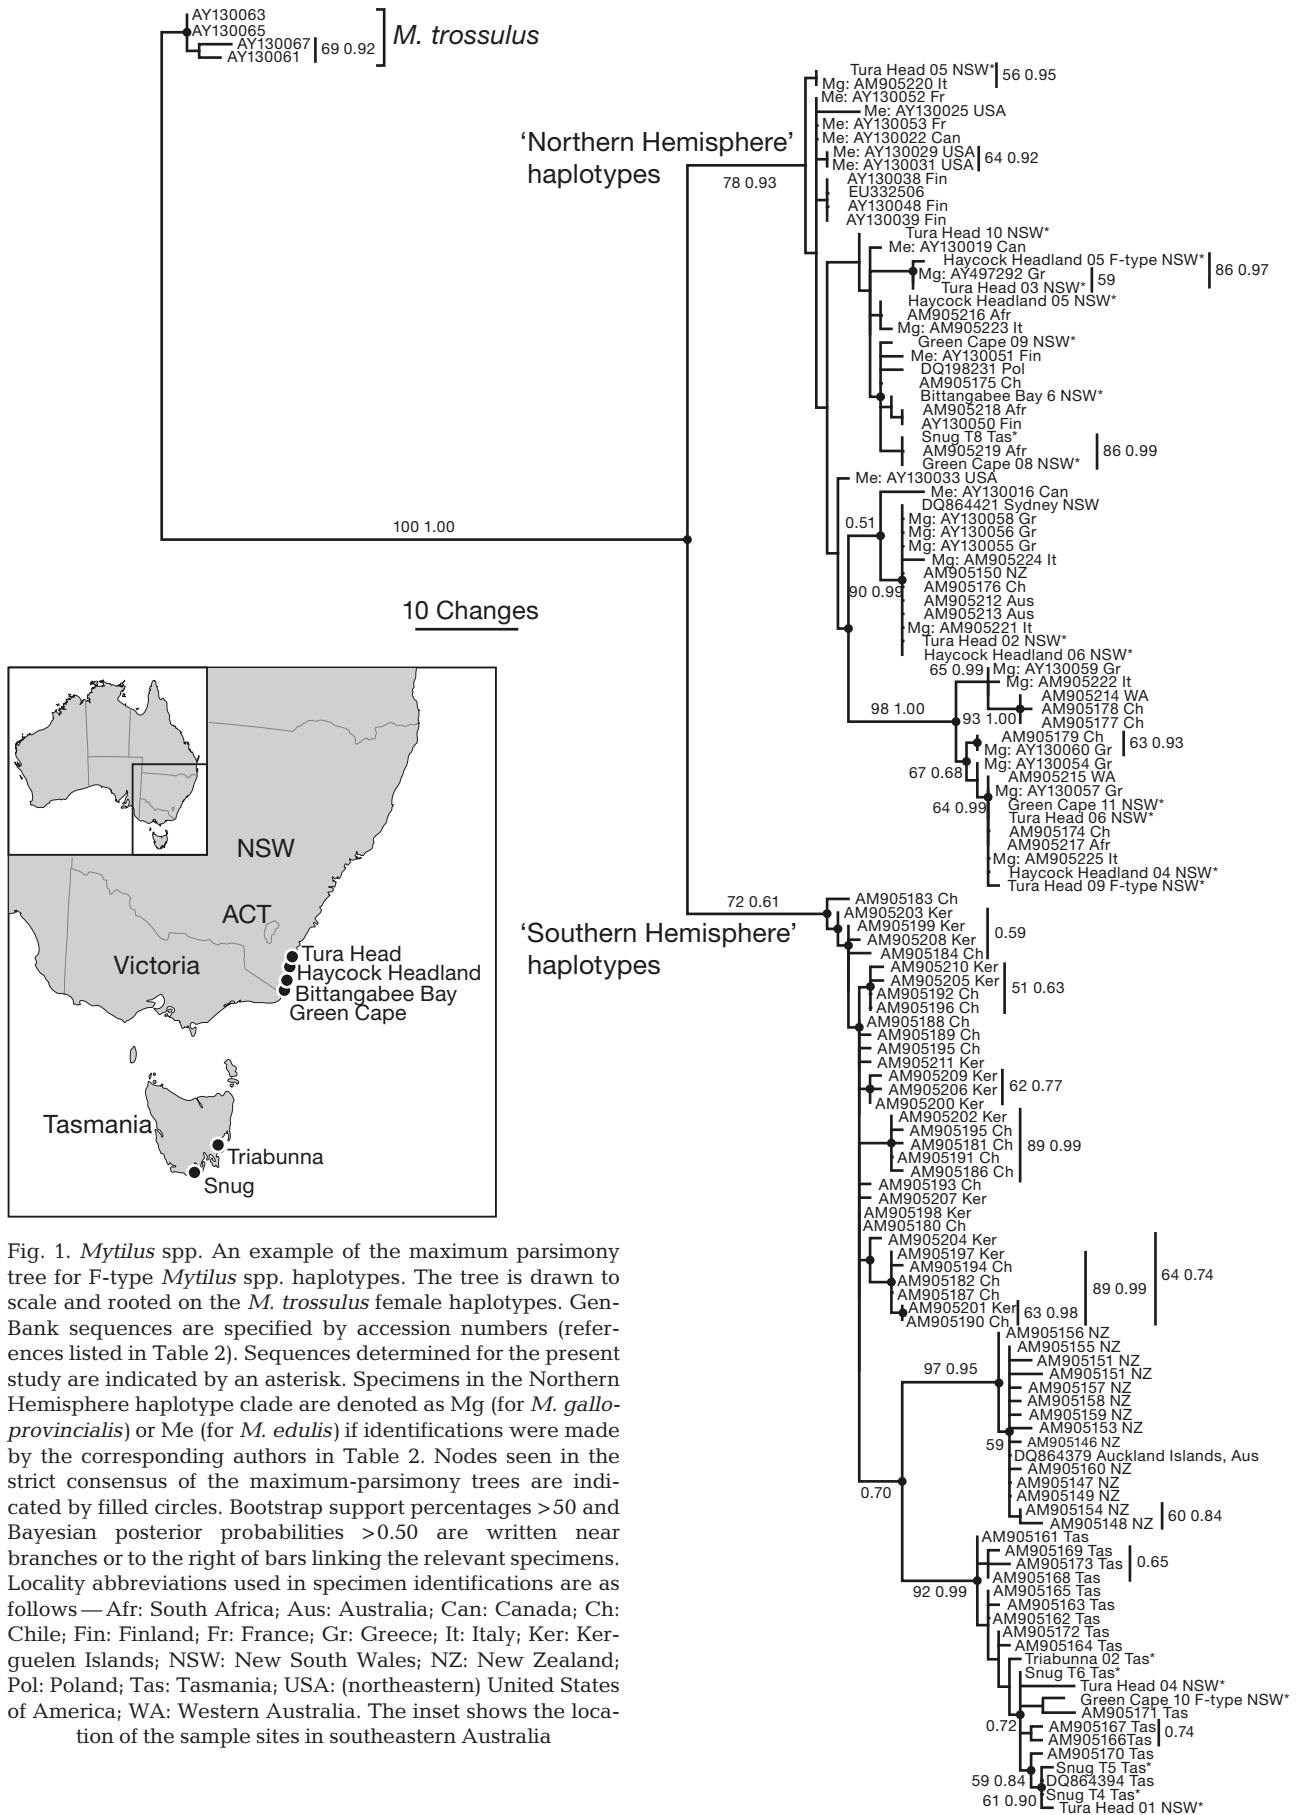 AY130063
AY130065
AY130067
AY130061
69 0.92
M. trossulus
'Northern Hemisphere'
haplotypes
78 0.93
Tura Head 05 NSW*
Mg: AM905220 It
56 0.95
Me: AY130052 Fr
Me: AY130025 USA
Me: AY130053 Fr
Me: AY130022 Can
Me: AY130029 USA
Me: AY130031 USA
64 0.92
AY130038 Fin
EU332506
AY130048 Fin
AY130039 Fin
Tura Head 10 NSW*
Me: AY130019 Can
Haycock Headland 05 F-type NSW*
Mg: AY497292 Gr
Tura Head 03 NSW*
59
86 0.97
Haycock Headland 05 NSW*
AM905216 Afr
Mg: AM905223 It
Green Cape 09 NSW*
Me: AY130051 Fin
DQ198231 Pol
AM905175 Ch
Bittangabee Bay 6 NSW*
AM905218 Afr
AY130050 Fin
Snug T8 Tas*
AM905219 Afr
Green Cape 08 NSW*
86 0.99
Me: AY130033 USA
Me: AY130016 Can
DQ864421 Sydney NSW
0.51
Mg: AY130058 Gr
Mg: AY130056 Gr
Mg: AY130055 Gr
Mg: AM905224 It
AM905150 NZ
AM905176 Ch
90 0.99
AM905212 Aus
AM905213 Aus
Mg: AM905221 It
Tura Head 02 NSW*
Haycock Headland 06 NSW*
100 1.00
10 Changes
65 0.99
Mg: AY130059 Gr
Mg: AM905222 It
AM905214 WA
AM905178 Ch
AM905177 Ch
98 1.00
93 1.00
AM905179 Ch
Mg: AY130060 Gr
63 0.93
Mg: AY130054 Gr
67 0.68
AM905215 WA
Mg: AY130057 Gr
64 0.99
Green Cape 11 NSW*
Tura Head 06 NSW*
AM905174 Ch
AM905217 Afr
Mg: AM905225 It
Haycock Headland 04 NSW*
Tura Head 09 F-type NSW*
'Southern Hemisphere'
haplotypes
72 0.61
AM905183 Ch
AM905203 Ker
AM905199 Ker
AM905208 Ker
AM905184 Ch
0.59
AM905210 Ker
AM905205 Ker
AM905192 Ch
AM905196 Ch
51 0.63
AM905188 Ch
AM905189 Ch
AM905195 Ch
AM905211 Ker
AM905209 Ker
AM905206 Ker
AM905200 Ker
62 0.77
AM905202 Ker
AM905195 Ch
AM905181 Ch
AM905191 Ch
AM905186 Ch
89 0.99
AM905193 Ch
AM905207 Ker
AM905198 Ker
AM905180 Ch
AM905204 Ker
AM905197 Ker
AM905194 Ch
AM905182 Ch
AM905187 Ch
AM905201 Ker
AM905190 Ch
63 0.98
89 0.99
64 0.74
AM905156 NZ
AM905155 NZ
AM905151 NZ
AM905151 NZ
AM905157 NZ
AM905158 NZ
AM905159 NZ
AM905153 NZ
AM905146 NZ
DQ864379 Auckland Islands, Aus
AM905160 NZ
AM905147 NZ
AM905149 NZ
AM905154 NZ
AM905148 NZ
60 0.84
97 0.95
59
0.70
AM905161 Tas
AM905169 Tas
AM905173 Tas
AM905168 Tas
0.65
92 0.99
AM905165 Tas
AM905163 Tas
AM905162 Tas
AM905172 Tas
AM905164 Tas
Triabunna 02 Tas*
Snug T6 Tas*
Tura Head 04 NSW*
Green Cape 10 F-type NSW*
AM905171 Tas
0.72
AM905167 Tas
AM905166Tas
0.74
AM905170 Tas
Snug T5 Tas*
59 0.84
DQ864394 Tas
Snug T4 Tas*
61 0.90
Tura Head 01 NSW*
NSW
ACT
Victoria
Tura Head
Haycock Headland
Bittangabee Bay
Green Cape
Tasmania
Triabunna
Snug
Fig. 1. Mytilus spp. An example of the maximum parsimony
tree for F-type Mytilus spp. haplotypes. The tree is drawn to
scale and rooted on the M. trossulus female haplotypes. Gen-
Bank sequences are specified by accession numbers (refer-
ences listed in Table 2). Sequences determined for the present
study are indicated by an asterisk. Specimens in the Northern
Hemisphere haplotype clade are denoted as Mg (for M. gallo-
provincialis) or Me (for M. edulis) if identifications were made
by the corresponding authors in Table 2. Nodes seen in the
strict consensus of the maximum-parsimony trees are indi-
cated by filled circles. Bootstrap support percentages >50 and
Bayesian posterior probabilities >0.50 are written near
branches or to the right of bars linking the relevant specimens.
Locality abbreviations used in specimen identifications are as
follows — Afr: South Africa; Aus: Australia; Can: Canada; Ch:
Chile; Fin: Finland; Fr: France; Gr: Greece; It: Italy; Ker: Ker-
guelen Islands; NSW: New South Wales; NZ: New Zealand;
Pol: Poland; Tas: Tasmania; USA: (northeastern) United States
of America; WA: Western Australia. The inset shows the loca-
tion of the sample sites in southeastern Australia